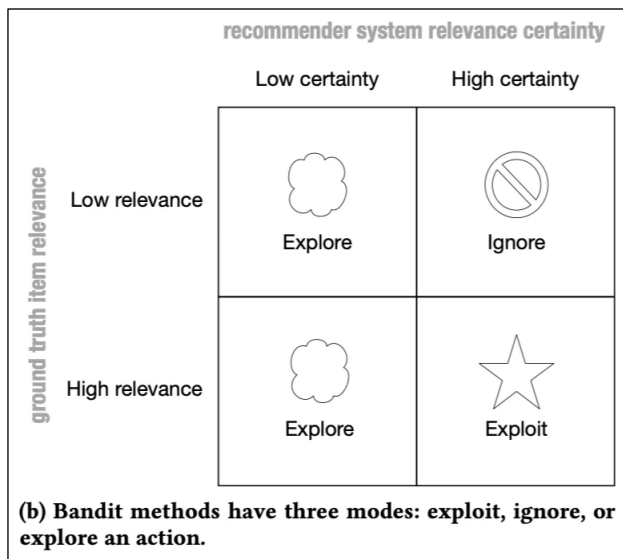 recommender system relevance certainty
Low certainty High certainty
ground truth item relevance
Low relevance
Explore Ignore
High relevance
Explore Exploit
(b) Bandit methods have three modes: exploit, ignore, or
explore an action.